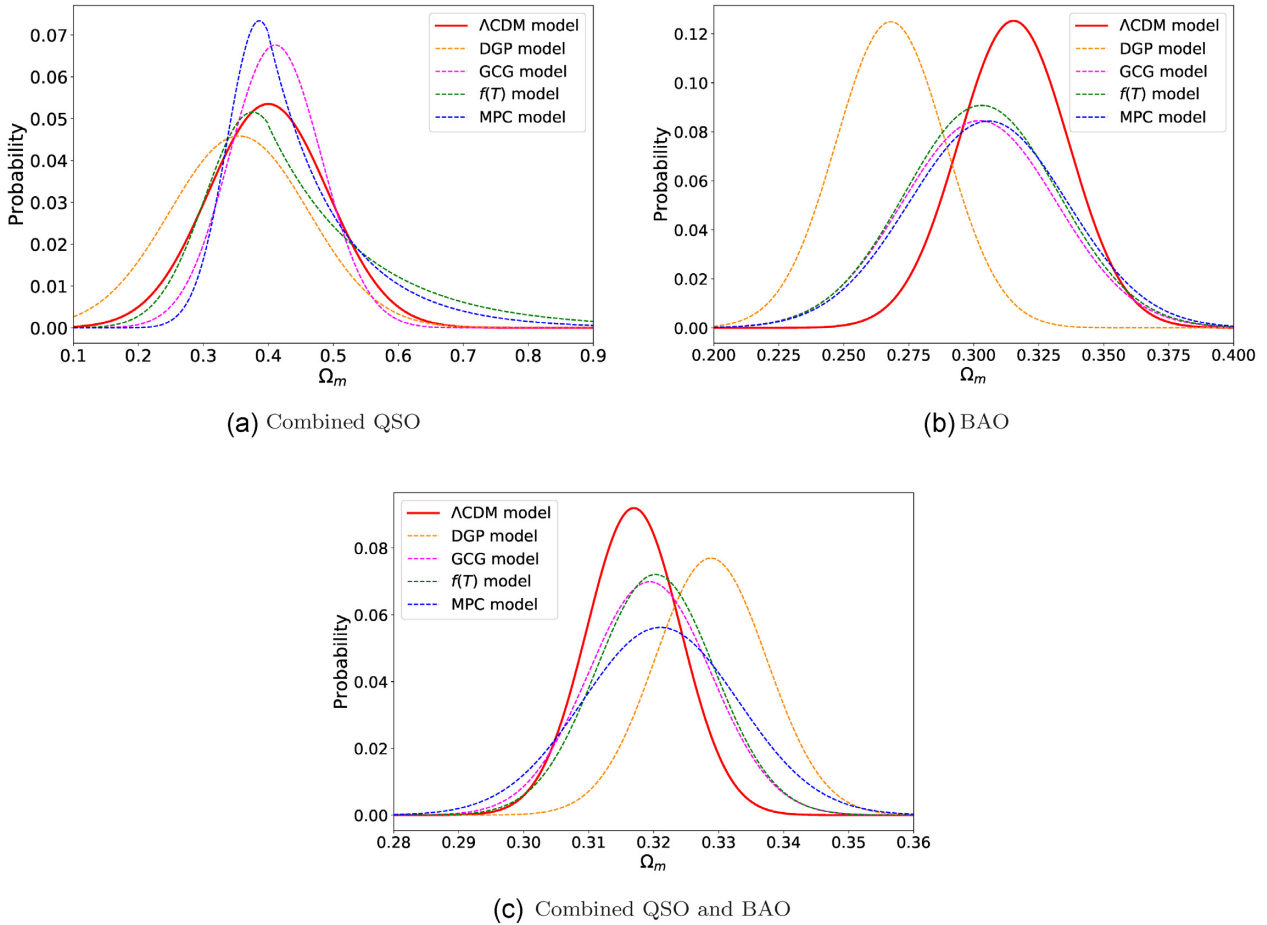 ΛCDM model
DGP model
GCG model
f(T) model
MPC model
0.07
0.06
0.05
0.04
0.03
0.02
0.01
0.00
Probability
0.1 0.2 0.3 0.4 0.5 0.6 0.7 0.8 0.9
Ωm
(a) Combined QSO
ΛCDM model
DGP model
GCG model
f(T) model
MPC model
0.12
0.10
0.08
0.06
0.04
0.02
0.00
Probability
0.200 0.225 0.250 0.275 0.300 0.325 0.350 0.375 0.400
Ωm
(b) BAO
ΛCDM model
DGP model
GCG model
f(T) model
MPC model
0.08
0.06
0.04
0.02
0.00
Probability
0.28 0.29 0.30 0.31 0.32 0.33 0.34 0.35 0.36
Ωm
(c) Combined QSO and BAO